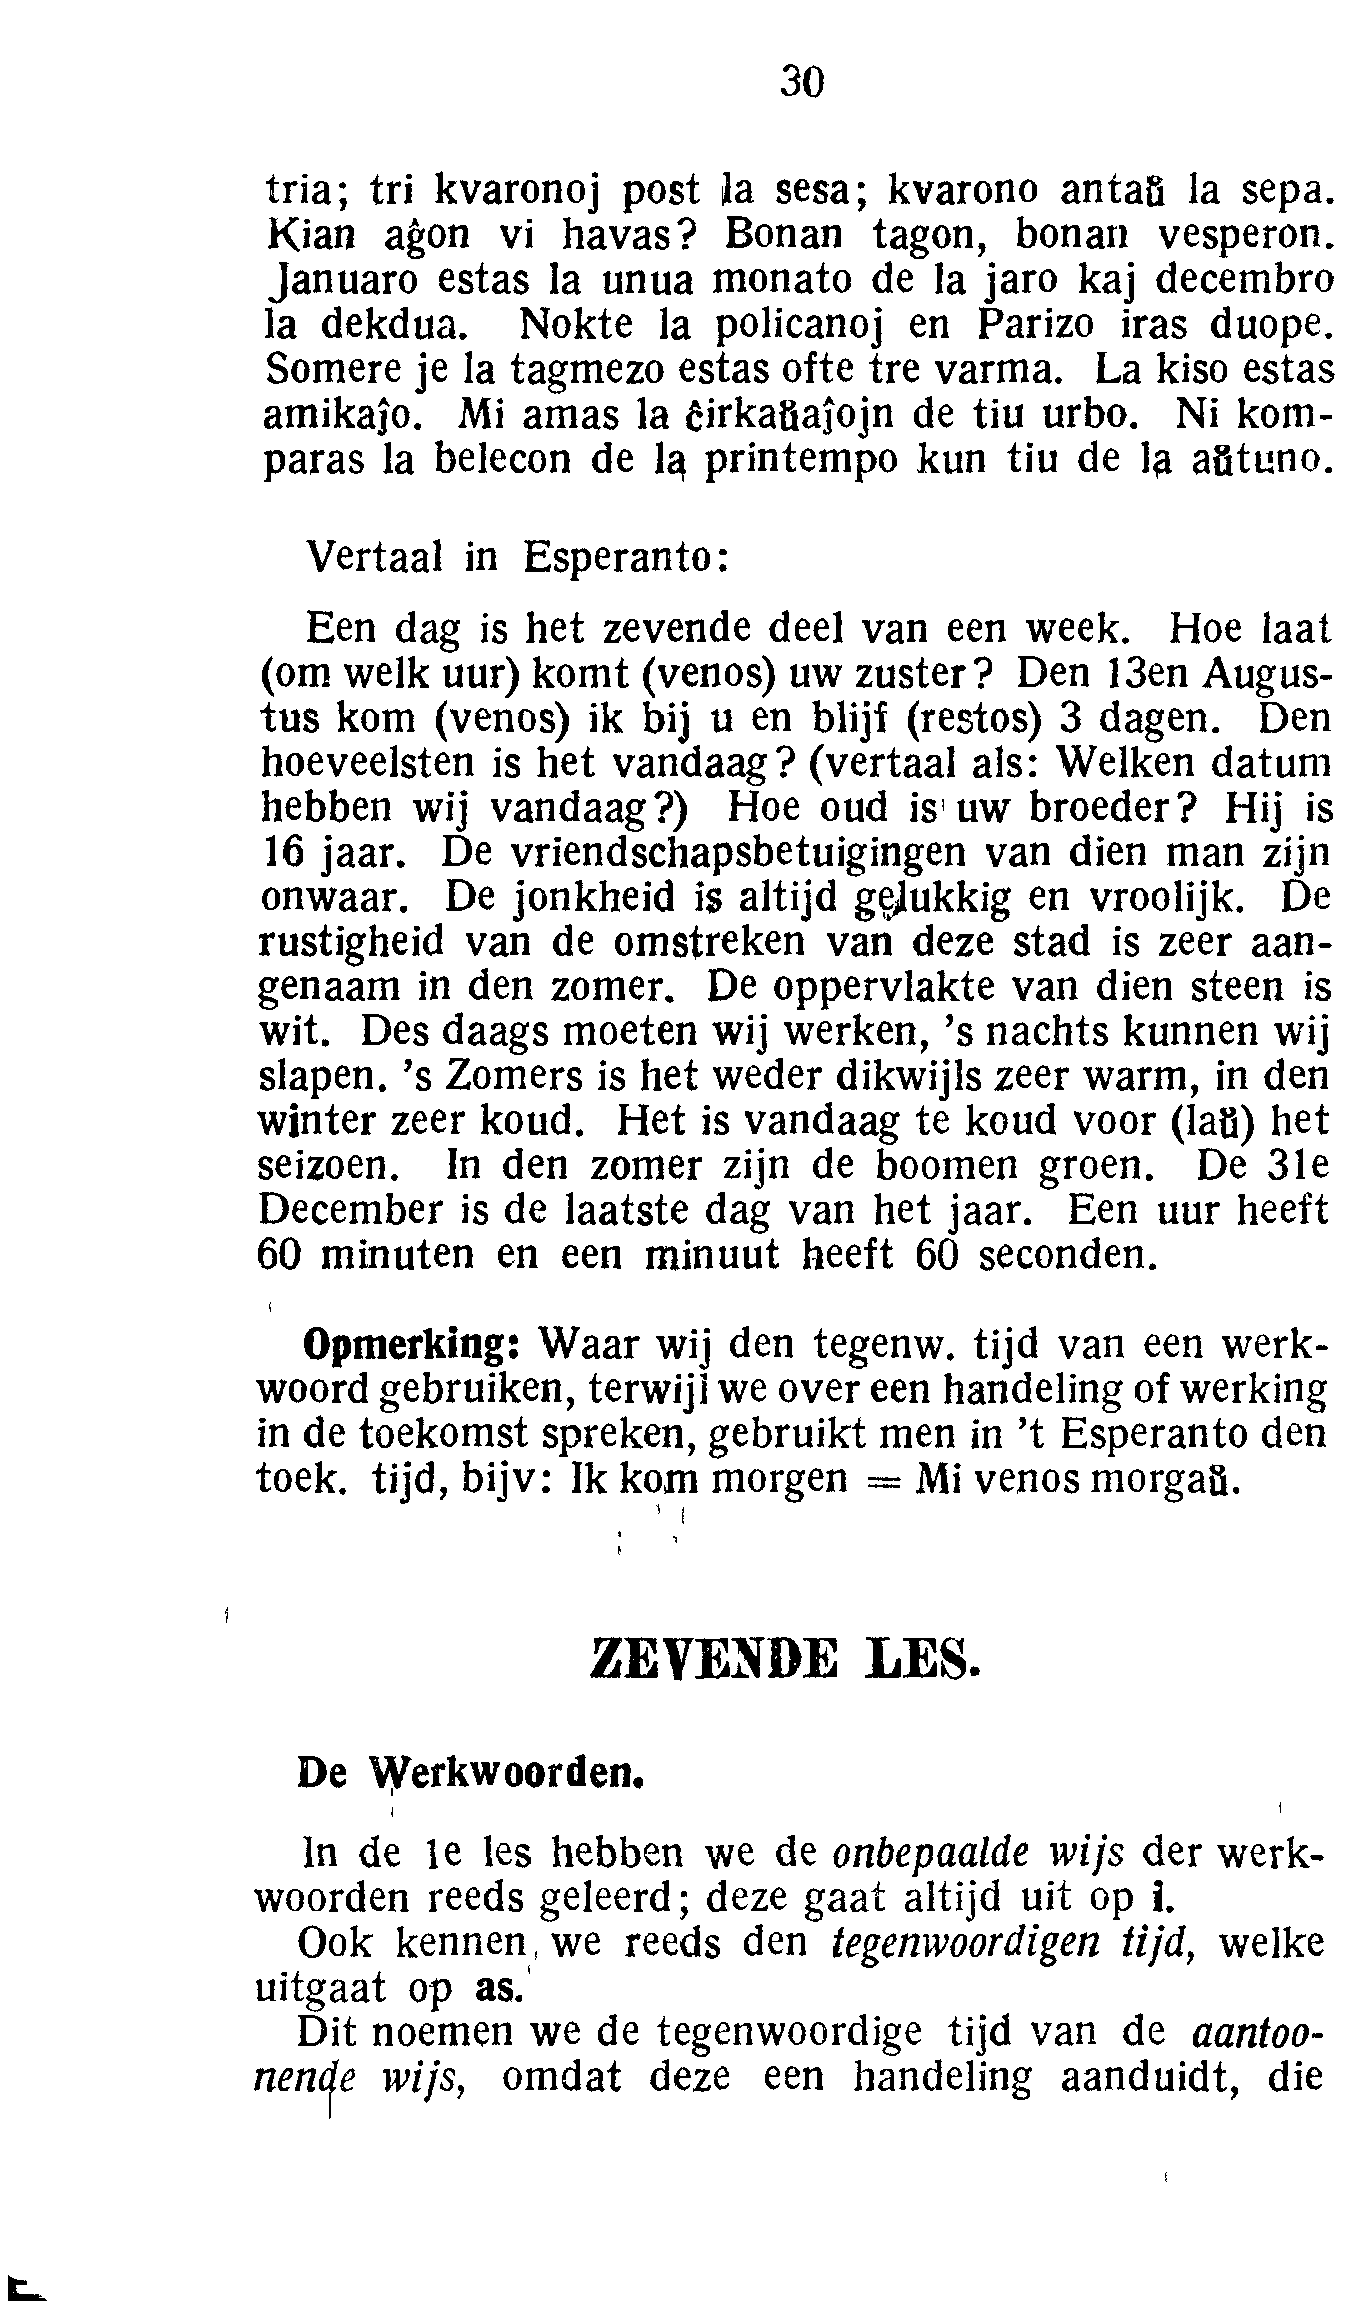 30
tria; tri kvaronoj post la sesa; kvarono antaŭ la sepa.
Kian aĝon vi havas? Bonan tagon, bonan vesperon.
Januaro estas la unua monato de la jaro kaj decembro
la dekdua. Nokte la policanoj en Parizo iras duope.
Somere je la tagmezo estas ofte tre varma. La kiso estas
amikaĵo. Mi amas la ĉirkaŭaĵojn de tiu urbo. Ni kom-
paras la belecon de la printempo kun tiu de la aŭtuno.
Vertaal in Esperanto:
Een dag is het zevende deel van een week. Hoe laat
(om welk uur) komt (venos) uw zuster? Den 13en Augus-
tus kom (venos) ik bij u en blijf (restos) 3 dagen. Den
hoeveelsten is het vandaag? (vertaal als: Welken datum
hebben wij vandaag?) Hoe oud is uw broeder? Hij is
16 jaar. De vriendschapsbetuigingen van dien man zijn
onwaar. De jonkheid is altijd gelukkig en vroolijk. De
rustigheid van de omstreken van deze stad is zeer aan-
genaam in den zomer. De oppervlakte van dien steen is
wit. Des daags moeten wij werken, 's nachts kunnen wij
slapen. 's Zomers is het weder dikwijls zeer warm, in den
winter zeer koud. Het is vandaag te koud voor (laŭ) het
seizoen. In den zomer zijn de boomen groen. De 31e
December is de laatste dag van het jaar. Een uur heeft
60 minuten en een minuut heeft 60 seconden.
Opmerking: Waar wij den tegenw. tijd van een werk-
woord gebruiken, terwijl we over een handeling of werking
in de toekomst spreken, gebruikt men in 't Esperanto den
toek. tijd, bijv: Ik kom morgen = Mi venos morgaŭ.
ZEVENDE LES.
De Werkwoorden.
In de 1e les hebben we de onbepaalde wijs der werk-
woorden reeds geleerd; deze gaat altijd uit op i.
Ook kennen we reeds den tegenwoordigen tijd, welke
uitgaat op as.
Dit noemen we de tegenwoordige tijd van de aantoo-
nende wijs, omdat deze een handeling aanduidt, die